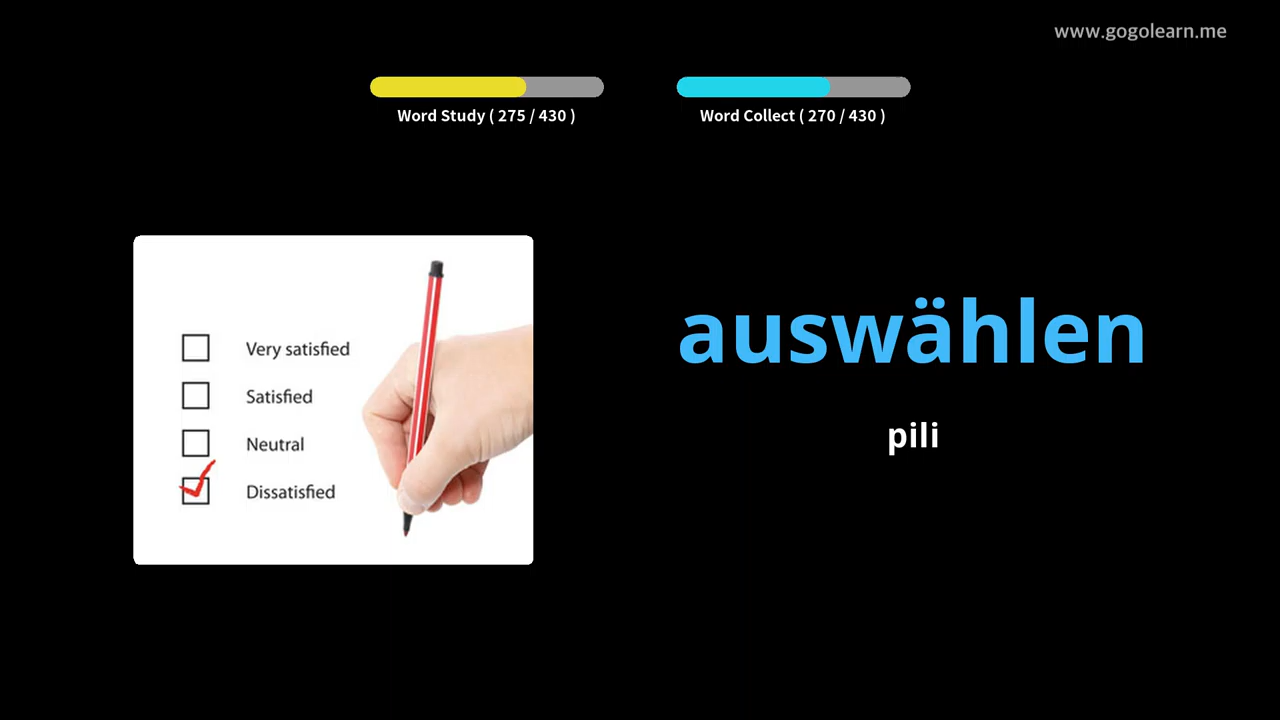 www.gogolearn.me
Word Study ( 275 / 430 )
Word Collect ( 270 / 430 )
Very satisfied
Satisfied
Neutral
Dissatisfied
auswählen
pili